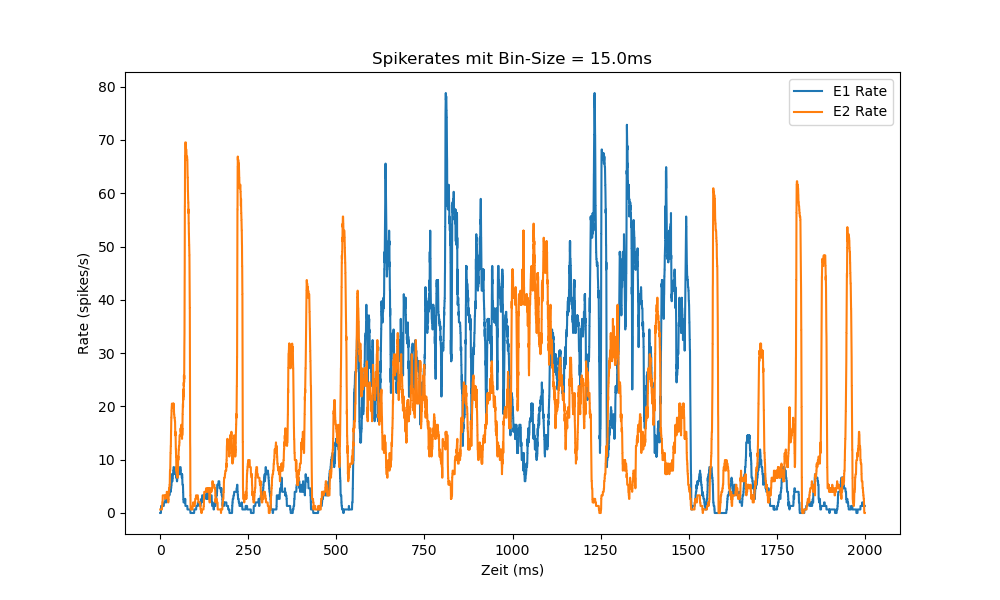 Spikerates mit Bin-Size = 15.0ms
E1 Rate
E2 Rate
Rate (spikes/s)
80
70
60
50
40
30
20
10
0
0 250 500 750 1000 1250 1500 1750 2000
Zeit (ms)